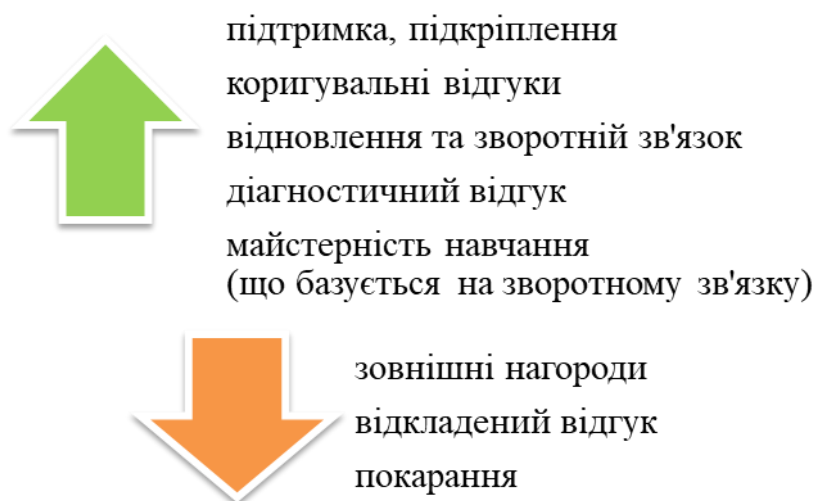 підтримка, підкріплення
коригувальні відгуки
відновлення та зворотній зв'язок
діагностичний відгук
майстерність навчання
(що базується на зворотному зв'язку)
зовнішні нагороди
відкладений відгук
покарання